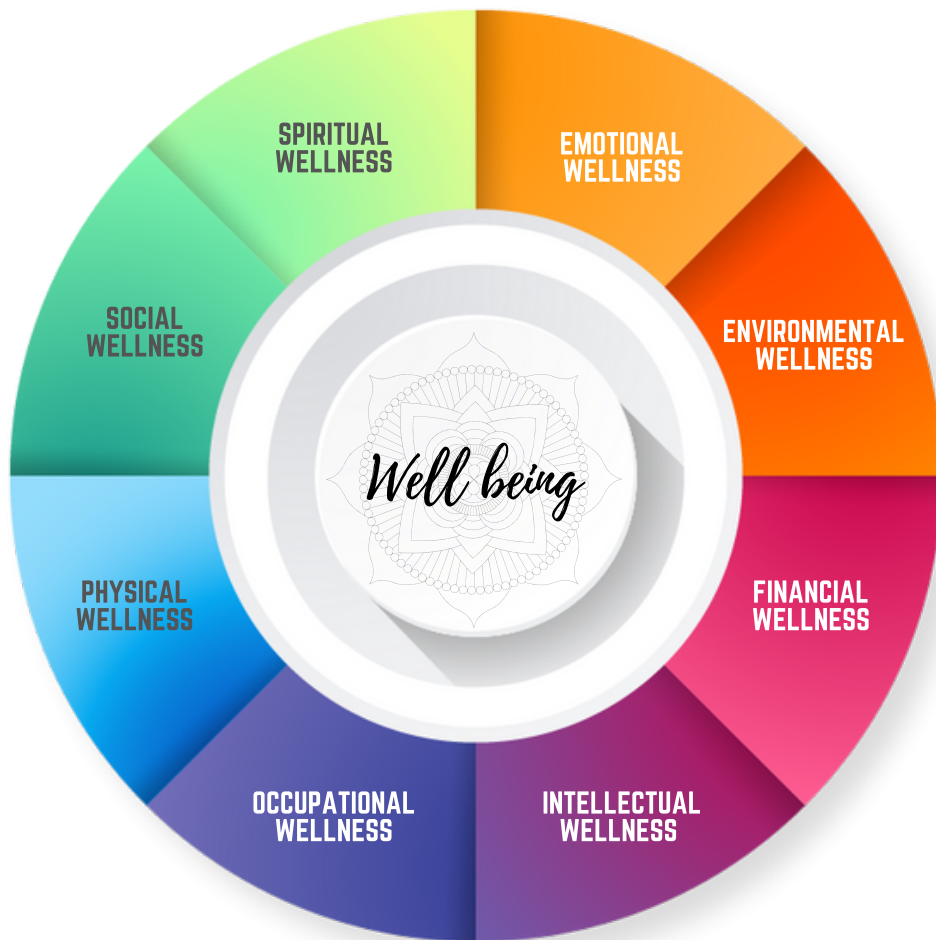 SPIRITUAL
WELLNESS
EMOTIONAL
WELLNESS
SOCIAL
WELLNESS
ENVIRONMENTAL
WELLNESS
Well being
PHYSICAL
WELLNESS
FINANCIAL
WELLNESS
OCCUPATIONAL
WELLNESS
INTELLECTUAL
WELLNESS